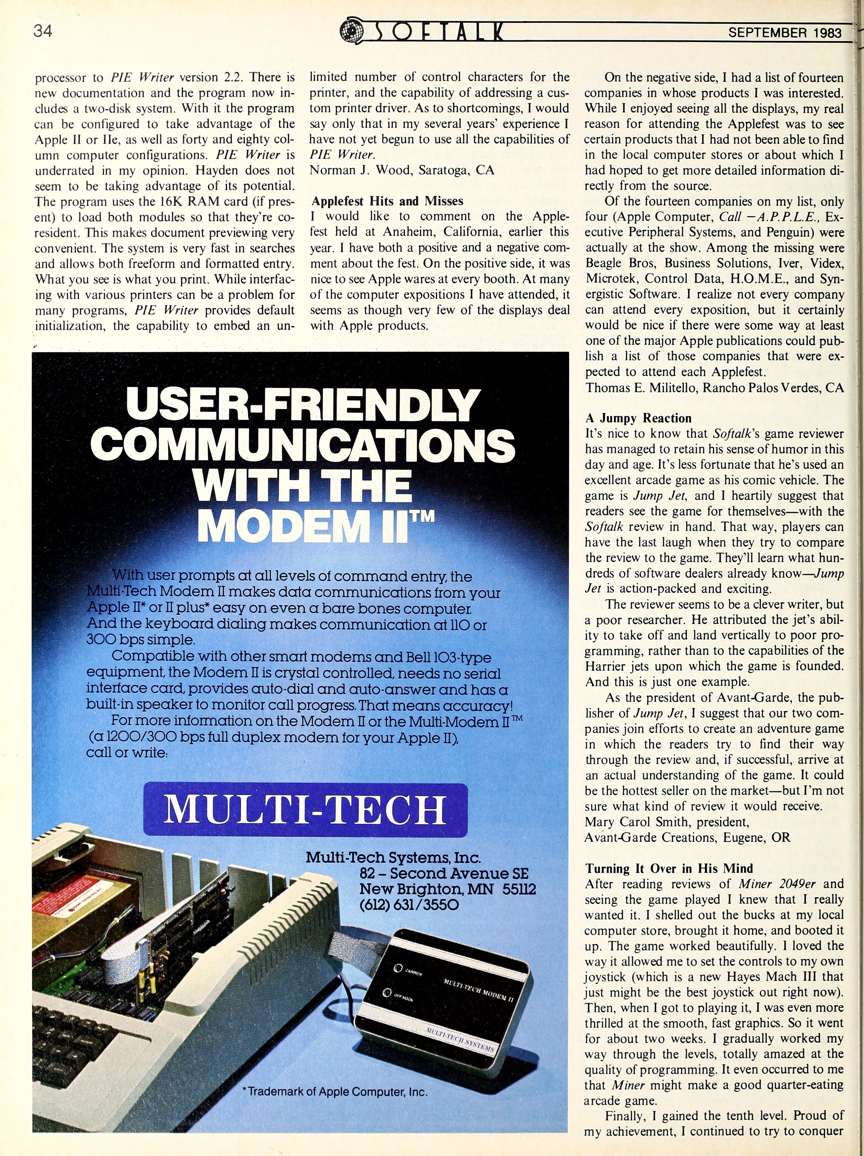 34
SOFTALK
SEPTEMBER 1983
processor to PIE Writer version 2.2. There is
new documentation and the program now in-
cludes a two-disk system. With it the program
can be configured to take advantage of the
Apple II or IIe, as well as forty and eighty col-
umn computer configurations. PIE Writer is
underrated in my opinion. Hayden does not
seem to be taking advantage of its potential.
The program uses the 16K RAM card (if pres-
ent) to load both modules so that they're co-
resident. This makes document previewing very
convenient. The system is very fast in searches
and allows both freeform and formatted entry.
What you see is what you print. While interfac-
ing with various printers can be a problem for
many programs, PIE Writer provides default
initialization, the capability to embed an un-
limited number of control characters for the
printer, and the capability of addressing a cus-
tom printer driver. As to shortcomings, I would
say only that in my several years' experience I
have not yet begun to use all the capabilities of
PIE Writer.
Norman J. Wood, Saratoga, CA
Applefest Hits and Misses
I would like to comment on the Apple-
fest held at Anaheim, California, earlier this
year. I have both a positive and a negative com-
ment about the fest. On the positive side, it was
nice to see Apple wares at every booth. At many
of the computer expositions I have attended, it
seems as though very few of the displays deal
with Apple products.
On the negative side, I had a list of fourteen
companies in whose products I was interested.
While I enjoyed seeing all the displays, my real
reason for attending the Applefest was to see
certain products that I had not been able to find
in the local computer stores or about which I
had hoped to get more detailed information di-
rectly from the source.
Of the fourteen companies on my list, only
four (Apple Computer, Call —A.P.P.L.E., Ex-
ecutive Peripheral Systems, and Penguin) were
actually at the show. Among the missing were
Beagle Bros, Business Solutions, Iver, Videx,
Microtek, Control Data, H.O.M.E., and Syn-
ergistic Software. I realize not every company
can attend every exposition, but it certainly
would be nice if there were some way at least
one of the major Apple publications could pub-
lish a list of those companies that were ex-
pected to attend each Applefest.
Thomas E. Militello, Rancho Palos Verdes, CA
A Jumpy Reaction
It's nice to know that Softalk's game reviewer
has managed to retain his sense of humor in this
day and age. It's less fortunate that he's used an
excellent arcade game as his comic vehicle. The
game is Jump Jet, and I heartily suggest that
readers see the game for themselves—with the
Softalk review in hand. That way, players can
have the last laugh when they try to compare
the review to the game. They'll learn what hun-
dreds of software dealers already know—Jump
Jet is action-packed and exciting.
The reviewer seems to be a clever writer, but
a poor researcher. He attributed the jet's abil-
ity to take off and land vertically to poor pro-
gramming, rather than to the capabilities of the
Harrier jets upon which the game is founded.
And this is just one example.
As the president of Avant-Garde, the pub-
lisher of Jump Jet, I suggest that our two com-
panies join efforts to create an adventure game
in which the readers try to find their way
through the review and, if successful, arrive at
an actual understanding of the game. It could
be the hottest seller on the market—but I'm not
sure what kind of review it would receive.
Mary Carol Smith, president,
Avant-Garde Creations, Eugene, OR
Turning It Over in His Mind
After reading reviews of Miner 2049er and
seeing the game played I knew that I really
wanted it. I shelled out the bucks at my local
computer store, brought it home, and booted it
up. The game worked beautifully. I loved the
way it allowed me to set the controls to my own
joystick (which is a new Hayes Mach III that
just might be the best joystick out right now).
Then, when I got to playing it, I was even more
thrilled at the smooth, fast graphics. So it went
for about two weeks. I gradually worked my
way through the levels, totally amazed at the
quality of programming. It even occurred to me
that Miner might make a good quarter-eating
arcade game.
Finally, I gained the tenth level. Proud of
my achievement, I continued to try to conquer
USER-FRIENDLY
COMMUNICATIONS
WITH THE
MODEM II™
With user prompts at all levels of command entry, the
Multi-Tech Modem II makes data communications from your
Apple II* or II plus* easy on even a bare bones computer.
And the keyboard dialing makes communication at 110 or
300 bps simple.
Compatible with other smart modems and Bell 103-type
equipment, the Modem II is crystal controlled, needs no serial
interface card, provides auto-dial and auto-answer and has a
built-in speaker to monitor call progress. That means accuracy!
For more information on the Modem II or the Multi-Modem II™
(a 1200/300 bps full duplex modem for your Apple II),
call or write:
MULTI-TECH
Multi-Tech Systems, Inc.
82 – Second Avenue SE
New Brighton, MN 55112
(612) 631/3550
CARRIER
MULTI-TECH MODEM II
OFF HOOK
MULTI-TECH SYSTEMS
*Trademark of Apple Computer, Inc.